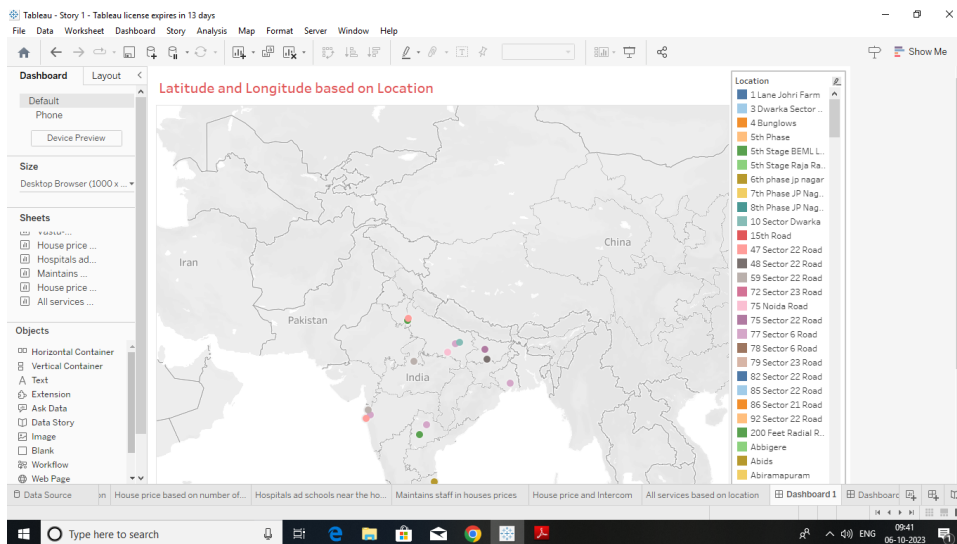 Tableau - Story 1 - Tableau license expires in 13 days
File Data Worksheet Dashboard Story Analysis Map Format Server Window Help
Show Me
Dashboard Layout
Default
Phone
Device Preview
Size
Desktop Browser (1000 x ...
Sheets
House price ...
Hospitals ad...
Maintains ...
House price ...
All services ...
Objects
Horizontal Container
Vertical Container
Text
Extension
Ask Data
Data Story
Image
Blank
Workflow
Web Page
Latitude and Longitude based on Location
Iran
Pakistan
China
India
Location
1 Lane Johri Farm
3 Dwarka Sector ..
4 Bunglows
5th Phase
5th Stage BEML L..
5th Stage Raja Ra..
6th phase jp nagar
7th Phase JP Nag..
8th Phase JP Nag..
10 Sector Dwarka
15th Road
47 Sector 22 Road
48 Sector 22 Road
59 Sector 22 Road
72 Sector 23 Road
75 Noida Road
75 Sector 22 Road
77 Sector 6 Road
78 Sector 6 Road
79 Sector 23 Road
82 Sector 22 Road
85 Sector 22 Road
86 Sector 21 Road
92 Sector 22 Road
200 Feet Radial R..
Abbigere
Abids
Abiramapuram
Data Source on House price based on number of... Hospitals ad schools near the ho... Maintains staff in houses prices House price and Intercom All services based on location Dashboard 1 Dashboard
Type here to search
ENG
09:41
06-10-2023